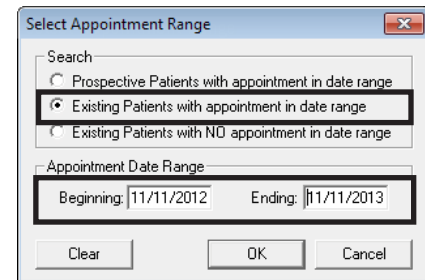 Select Appointment Range
Search
Prospective Patients with appointment in date range
Existing Patients with appointment in date range
Existing Patients with NO appointment in date range
Appointment Date Range
Beginning: 11/11/2012 Ending: 11/11/2013
Clear OK Cancel